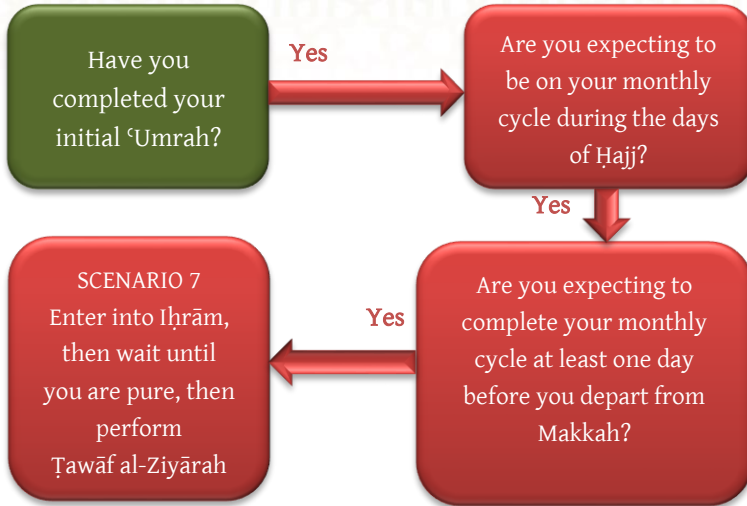 Have you
completed your
initial ʿUmrah?
Yes
Are you expecting to
be on your monthly
cycle during the days
of Ḥajj?
Yes
Are you expecting to
complete your monthly
cycle at least one day
before you depart from
Makkah?
Yes
SCENARIO 7
Enter into Iḥrām,
then wait until
you are pure, then
perform
Ṭawāf al-Ziyārah